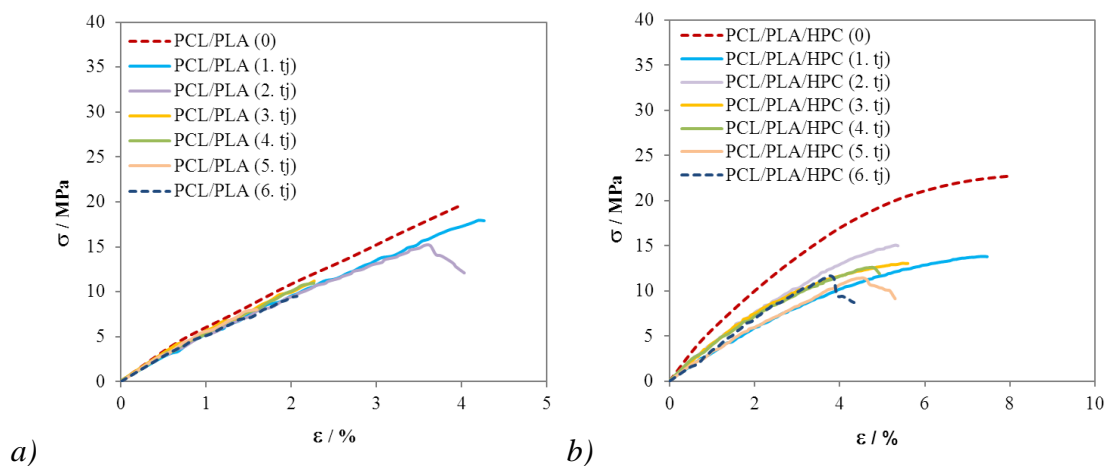 40
35
30
25
20
15
10
5
0
σ / MPa
PCL/PLA (0)
PCL/PLA (1. tj)
PCL/PLA (2. tj)
PCL/PLA (3. tj)
PCL/PLA (4. tj)
PCL/PLA (5. tj)
PCL/PLA (6. tj)
0 1 2 3 4 5
ε / %
a)
40
35
30
25
20
15
10
5
0
σ / MPa
PCL/PLA/HPC (0)
PCL/PLA/HPC (1. tj)
PCL/PLA/HPC (2. tj)
PCL/PLA/HPC (3. tj)
PCL/PLA/HPC (4. tj)
PCL/PLA/HPC (5. tj)
PCL/PLA/HPC (6. tj)
0 2 4 6 8 10
ε / %
b)